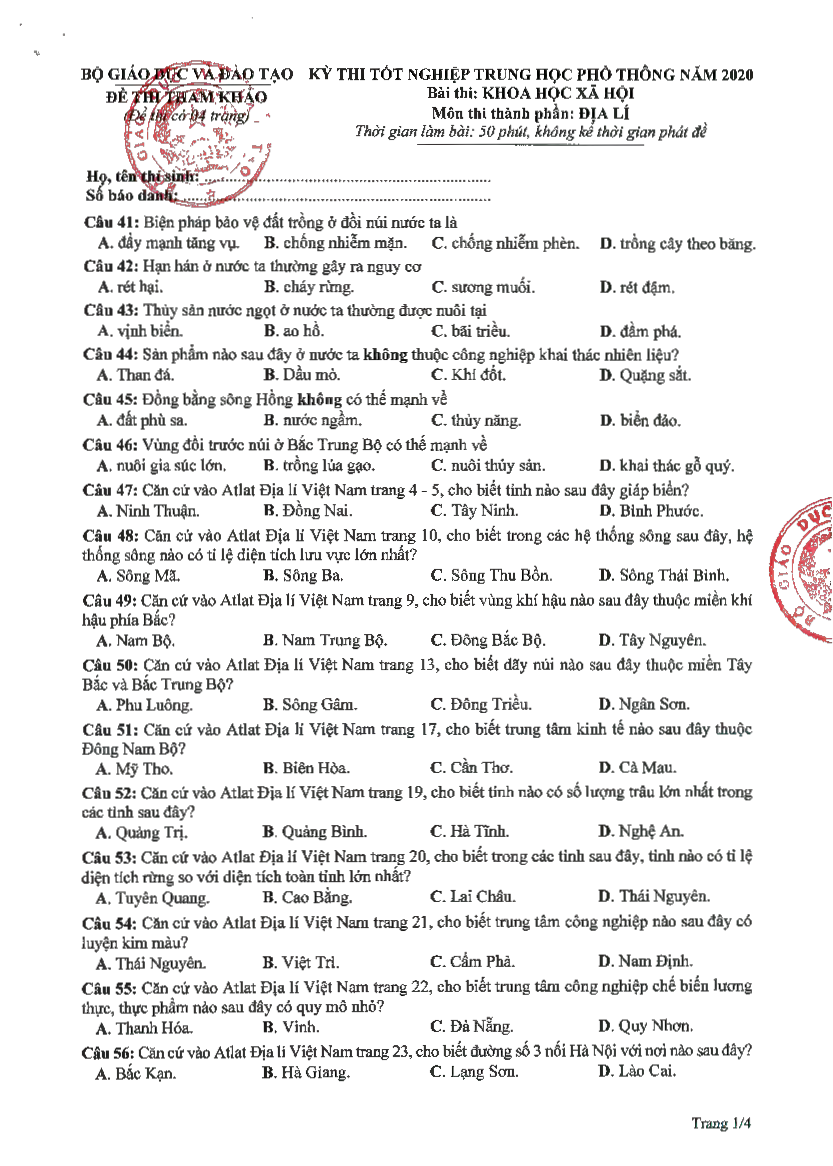 BỘ GIÁO DỤC VÀ ĐÀO TẠO KỲ THI TỐT NGHIỆP TRUNG HỌC PHỔ THÔNG NĂM 2020
ĐỀ THI THAM KHẢO Bài thi: KHOA HỌC XÃ HỘI
(Đề thi có 04 trang) Môn thi thành phần: ĐỊA LÍ
Thời gian làm bài: 50 phút, không kể thời gian phát đề
Họ, tên thí sinh:
Số báo danh:
Câu 41: Biện pháp bảo vệ đất trồng ở đồi núi nước ta là
A. đẩy mạnh tăng vụ. B. chống nhiễm mặn. C. chống nhiễm phèn. D. trồng cây theo băng.
Câu 42: Hạn hán ở nước ta thường gây ra nguy cơ
A. rét hại. B. cháy rừng. C. sương muối. D. rét đậm.
Câu 43: Thủy sản nước ngọt ở nước ta thường được nuôi tại
A. vịnh biển. B. ao hồ. C. bãi triều. D. đầm phá.
Câu 44: Sản phẩm nào sau đây ở nước ta không thuộc công nghiệp khai thác nhiên liệu?
A. Than đá. B. Dầu mỏ. C. Khí đốt. D. Quặng sắt.
Câu 45: Đồng bằng sông Hồng không có thế mạnh về
A. đất phù sa. B. nước ngầm. C. thủy năng. D. biển đảo.
Câu 46: Vùng đồi trước núi ở Bắc Trung Bộ có thế mạnh về
A. nuôi gia súc lớn. B. trồng lúa gạo. C. nuôi thủy sản. D. khai thác gỗ quý.
Câu 47: Căn cứ vào Atlat Địa lí Việt Nam trang 4 - 5, cho biết tỉnh nào sau đây giáp biển?
A. Ninh Thuận. B. Đồng Nai. C. Tây Ninh. D. Bình Phước.
Câu 48: Căn cứ vào Atlat Địa lí Việt Nam trang 10, cho biết trong các hệ thống sông sau đây, hệ
thống sông nào có tỉ lệ diện tích lưu vực lớn nhất?
A. Sông Mã. B. Sông Ba. C. Sông Thu Bồn. D. Sông Thái Bình.
Câu 49: Căn cứ vào Atlat Địa lí Việt Nam trang 9, cho biết vùng khí hậu nào sau đây thuộc miền khí
hậu phía Bắc?
A. Nam Bộ. B. Nam Trung Bộ. C. Đông Bắc Bộ. D. Tây Nguyên.
Câu 50: Căn cứ vào Atlat Địa lí Việt Nam trang 13, cho biết dãy núi nào sau đây thuộc miền Tây
Bắc và Bắc Trung Bộ?
A. Phu Luông. B. Sông Gâm. C. Đông Triều. D. Ngân Sơn.
Câu 51: Căn cứ vào Atlat Địa lí Việt Nam trang 17, cho biết trung tâm kinh tế nào sau đây thuộc
Đông Nam Bộ?
A. Mỹ Tho. B. Biên Hòa. C. Cần Thơ. D. Cà Mau.
Câu 52: Căn cứ vào Atlat Địa lí Việt Nam trang 19, cho biết tỉnh nào có số lượng trâu lớn nhất trong
các tỉnh sau đây?
A. Quảng Trị. B. Quảng Bình. C. Hà Tĩnh. D. Nghệ An.
Câu 53: Căn cứ vào Atlat Địa lí Việt Nam trang 20, cho biết trong các tỉnh sau đây, tỉnh nào có tỉ lệ
diện tích rừng so với diện tích toàn tỉnh lớn nhất?
A. Tuyên Quang. B. Cao Bằng. C. Lai Châu. D. Thái Nguyên.
Câu 54: Căn cứ vào Atlat Địa lí Việt Nam trang 21, cho biết trung tâm công nghiệp nào sau đây có
luyện kim màu?
A. Thái Nguyên. B. Việt Trì. C. Cẩm Phả. D. Nam Định.
Câu 55: Căn cứ vào Atlat Địa lí Việt Nam trang 22, cho biết trung tâm công nghiệp chế biến lương
thực, thực phẩm nào sau đây có quy mô nhỏ?
A. Thanh Hóa. B. Vinh. C. Đà Nẵng. D. Quy Nhơn.
Câu 56: Căn cứ vào Atlat Địa lí Việt Nam trang 23, cho biết đường số 3 nối Hà Nội với nơi nào sau đây?
A. Bắc Kạn. B. Hà Giang. C. Lạng Sơn. D. Lào Cai.
Trang 1/4